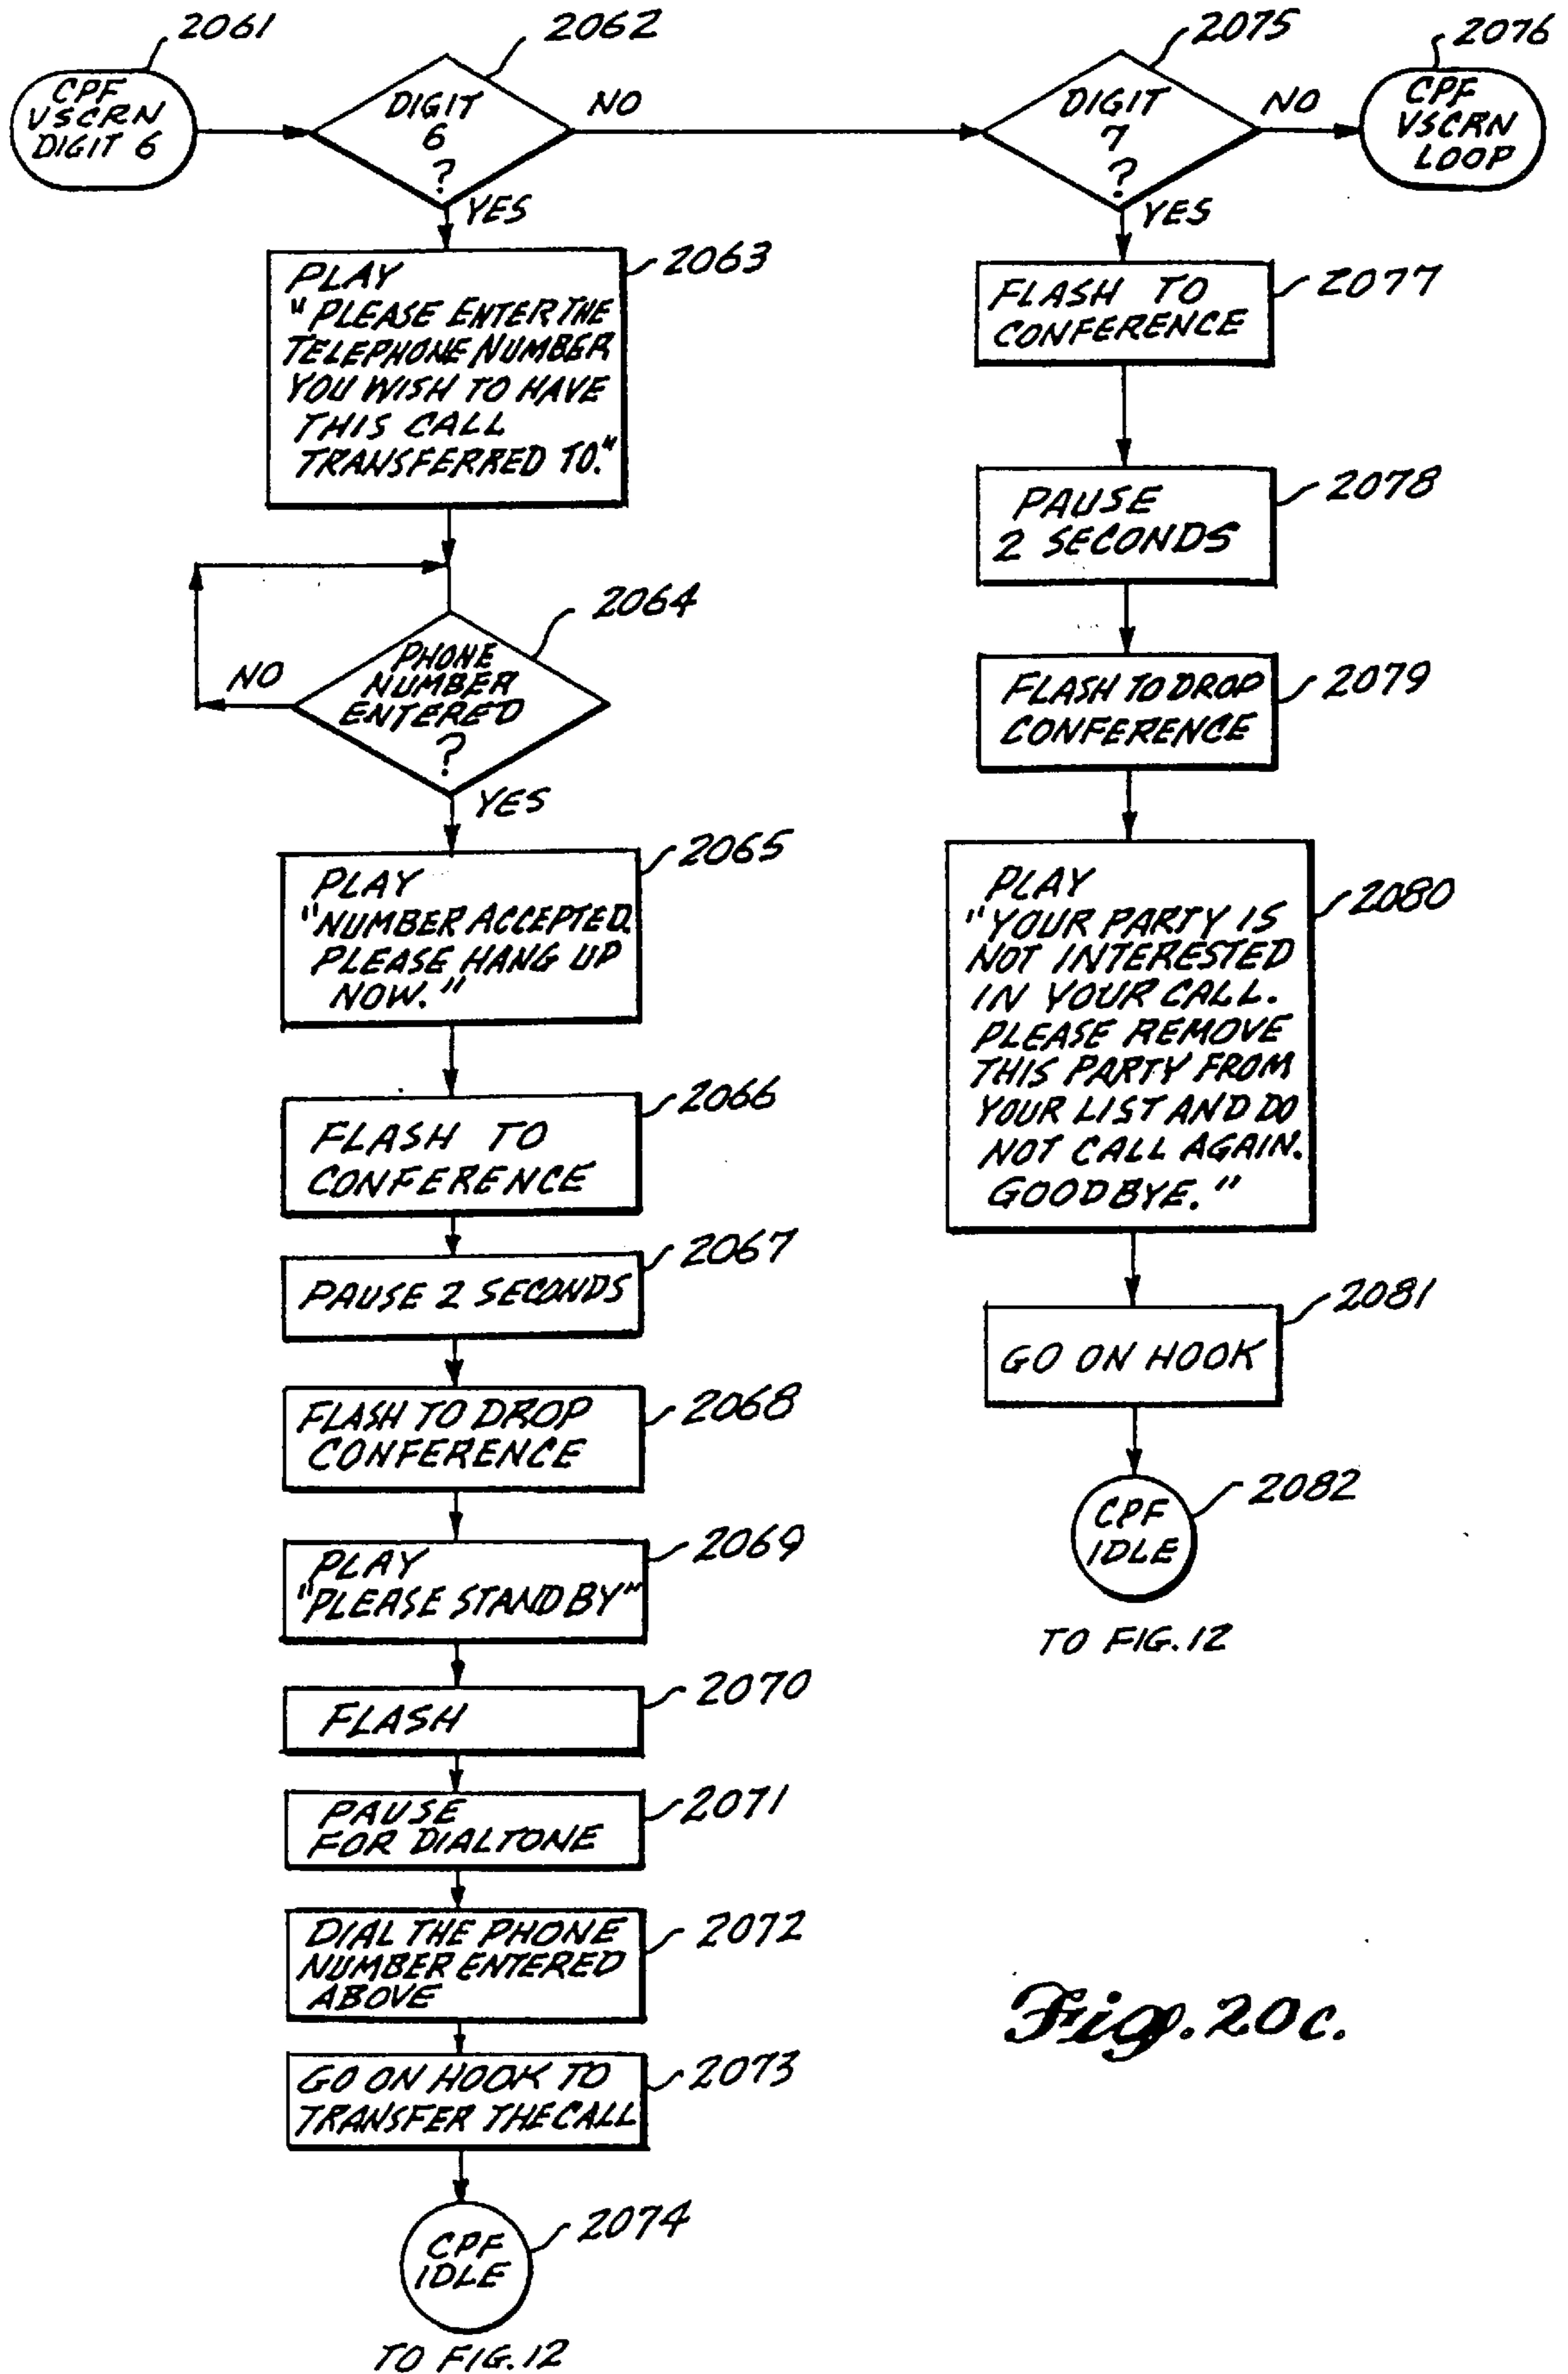 2061
CPF
VSCRN
DIGIT 6
2062
DIGIT
6
?
NO
YES
2075
DIGIT
7
?
NO
YES
2076
CPF
VSCRN
LOOP
2063
PLAY
"PLEASE ENTER THE
TELEPHONE NUMBER
YOU WISH TO HAVE
THIS CALL
TRANSFERRED TO."
2064
PHONE
NUMBER
ENTERED
?
NO
YES
2065
PLAY
"NUMBER ACCEPTED.
PLEASE HANG UP
NOW."
2066
FLASH TO
CONFERENCE
2067
PAUSE 2 SECONDS
2068
FLASH TO DROP
CONFERENCE
2069
PLAY
"PLEASE STAND BY"
2070
FLASH
2071
PAUSE
FOR DIALTONE
2072
DIAL THE PHONE
NUMBER ENTERED
ABOVE
2073
GO ON HOOK TO
TRANSFER THE CALL
2074
CPF
IDLE
TO FIG. 12
2077
FLASH TO
CONFERENCE
2078
PAUSE
2 SECONDS
2079
FLASH TO DROP
CONFERENCE
2080
PLAY
"YOUR PARTY IS
NOT INTERESTED
IN YOUR CALL.
PLEASE REMOVE
THIS PARTY FROM
YOUR LIST AND DO
NOT CALL AGAIN.
GOODBYE."
2081
GO ON HOOK
2082
CPF
IDLE
TO FIG. 12
Fig. 20c.